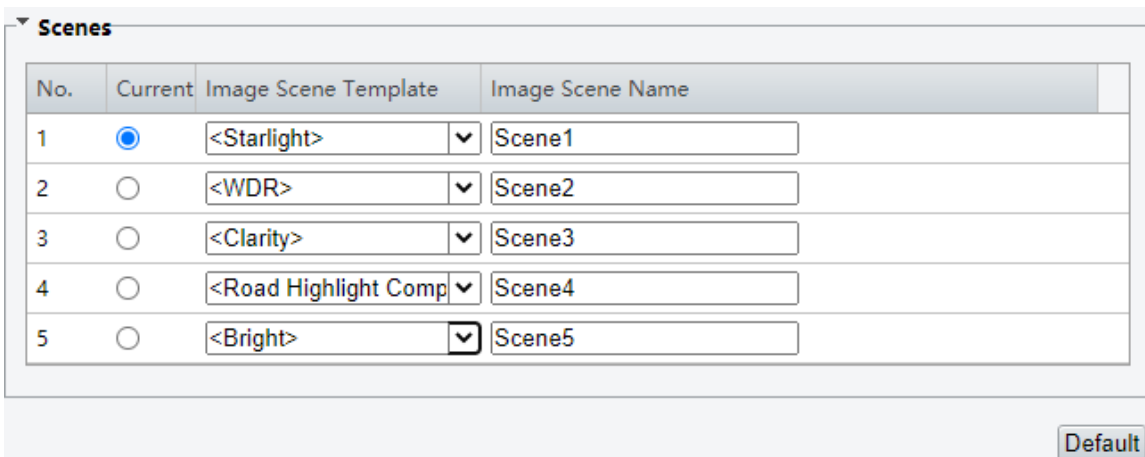 Scenes
No. Current Image Scene Template Image Scene Name
1 <Starlight> Scene1
2 <WDR> Scene2
3 <Clarity> Scene3
4 <Road Highlight Comp Scene4
5 <Bright> Scene5
Default